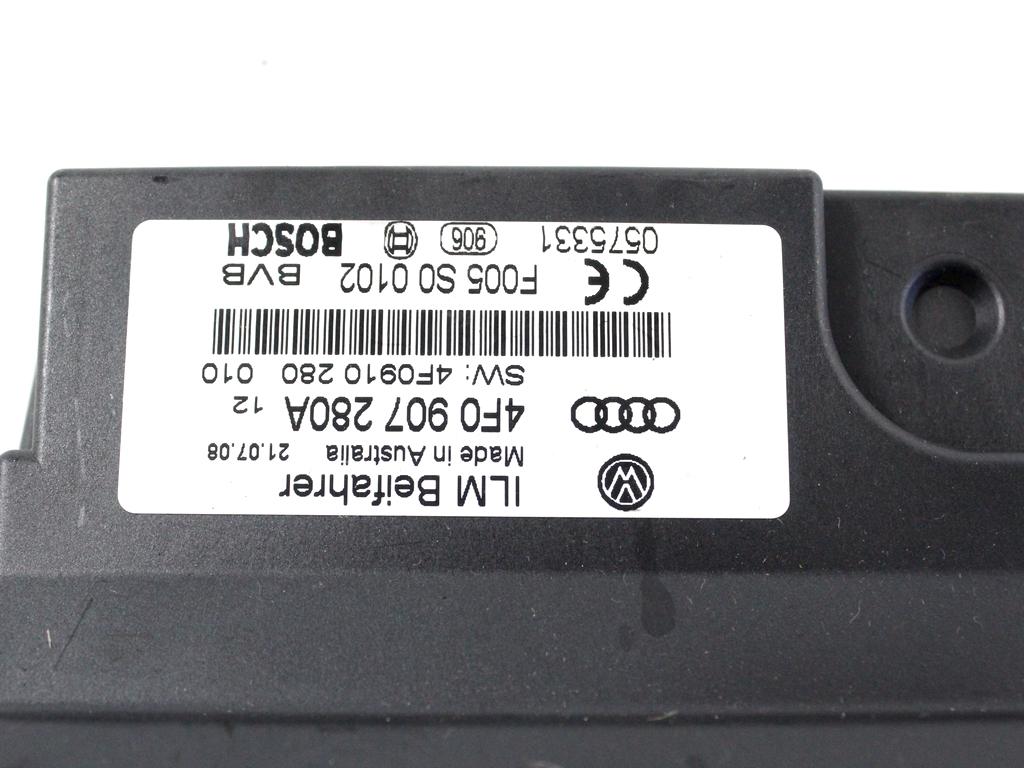 ILM Beifahrer
Made in Australia 21.07.08
4F0 907 280A 12
SW: 4F0910 280 010
F005 S0 0102 BVB
0575331 906 BOSCH